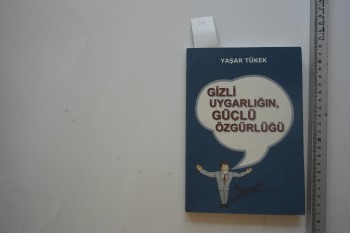 YAŞAR TÜKEK
GİZLİ
UYGARLIĞIN,
GÜÇLÜ
ÖZGÜRLÜĞÜ